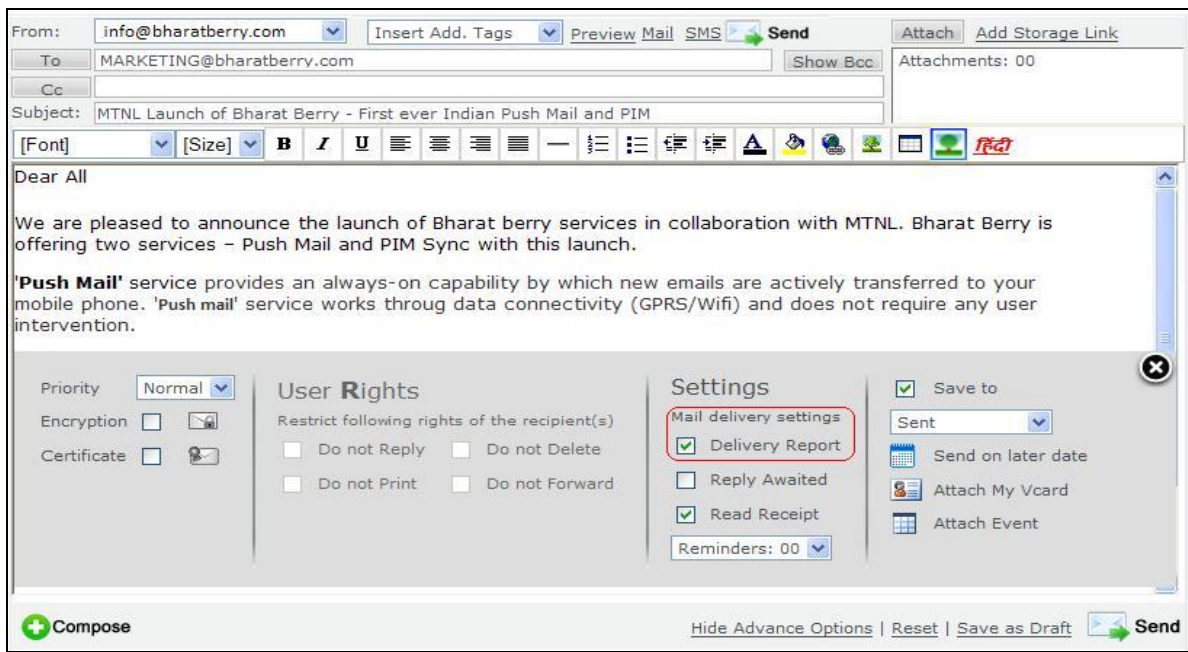 From: info@bharatberry.com Insert Add. Tags Preview Mail SMS Send Attach Add Storage Link
To MARKETING@bharatberry.com Show Bcc Attachments: 00
Cc
Subject: MTNL Launch of Bharat Berry - First ever Indian Push Mail and PIM
[Font] [Size] B I U A हिंदी
Dear All
We are pleased to announce the launch of Bharat berry services in collaboration with MTNL. Bharat Berry is
offering two services – Push Mail and PIM Sync with this launch.
'Push Mail' service provides an always-on capability by which new emails are actively transferred to your
mobile phone. 'Push mail' service works throug data connectivity (GPRS/Wifi) and does not require any user
intervention.
Priority Normal
Encryption
Certificate
User Rights
Restrict following rights of the recipient(s)
Do not Reply Do not Delete
Do not Print Do not Forward
Settings
Mail delivery settings
Delivery Report
Reply Awaited
Read Receipt
Reminders: 00
Save to
Sent
Send on later date
Attach My Vcard
Attach Event
Compose Hide Advance Options | Reset | Save as Draft Send